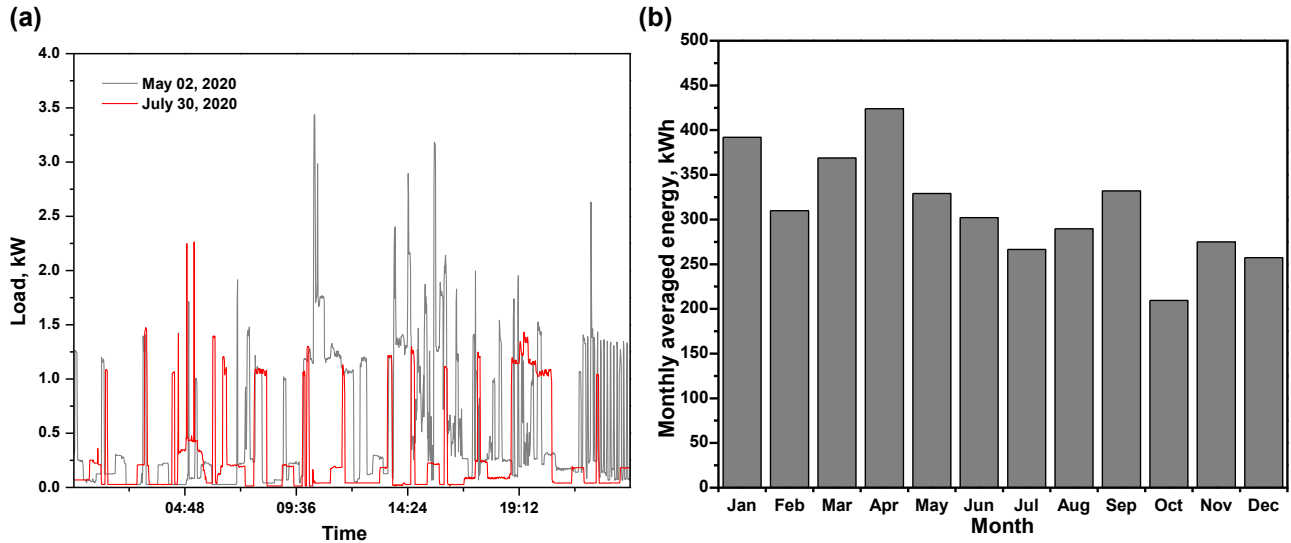 (a)
4.0
3.5
3.0
2.5
2.0
1.5
1.0
0.5
0.0
Load, kW
May 02, 2020
July 30, 2020
04:48 09:36 14:24 19:12
Time
(b)
500
450
400
350
300
250
200
150
100
50
0
Monthly averaged energy, kWh
Jan Feb Mar Apr May Jun Jul Aug Sep Oct Nov Dec
Month